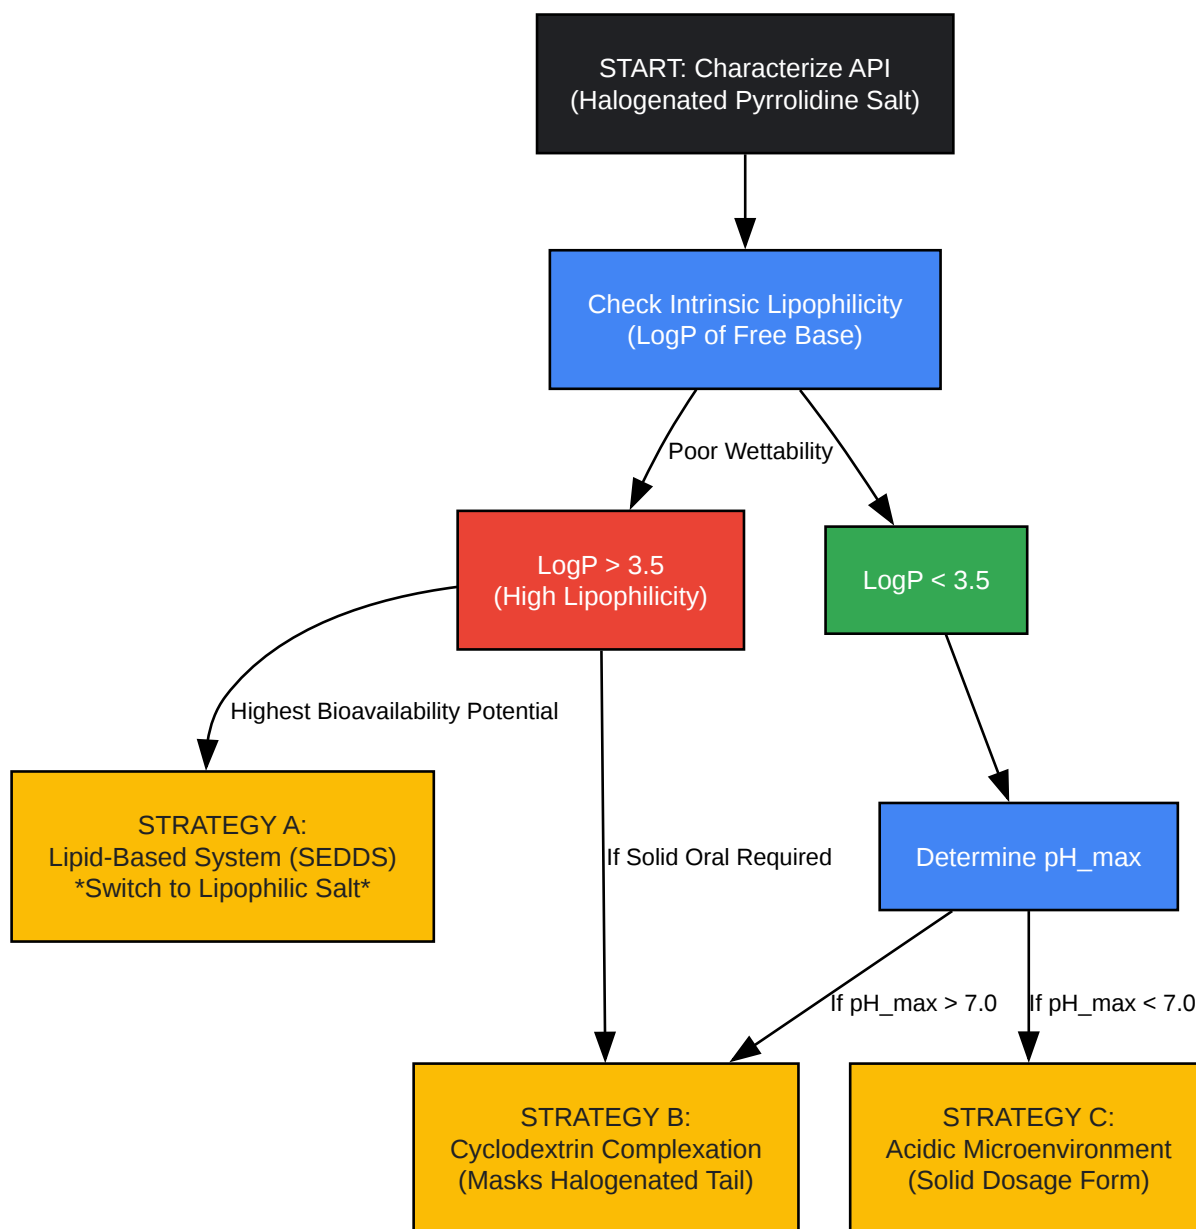 START: Characterize API
(Halogenated Pyrrolidine Salt)
Check Intrinsic Lipophilicity
(LogP of Free Base)
Poor Wettability
LogP > 3.5
(High Lipophilicity)
LogP < 3.5
Highest Bioavailability Potential
STRATEGY A:
Lipid-Based System (SEDDS)
*Switch to Lipophilic Salt*
If Solid Oral Required
Determine pH_max
If pH_max > 7.0
If pH_max < 7.0
STRATEGY B:
Cyclodextrin Complexation
(Masks Halogenated Tail)
STRATEGY C:
Acidic Microenvironment
(Solid Dosage Form)